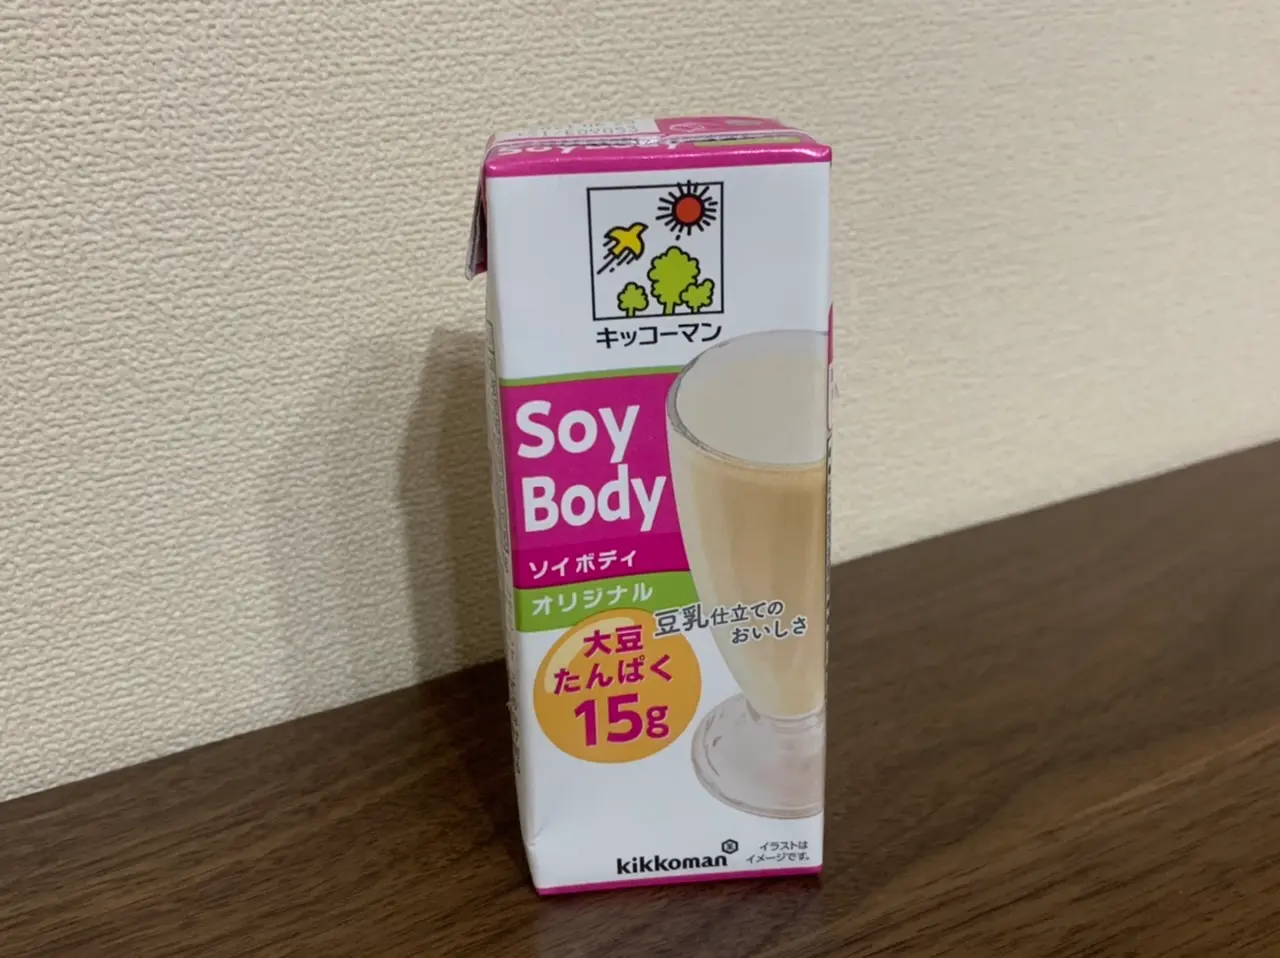 SOYBODY
キッコーマン
Soy
Body
ソイボディ
オリジナル
豆乳仕立ての
おいしさ
大豆
たんぱく
15g
kikkoman
イラストは
イメージです。